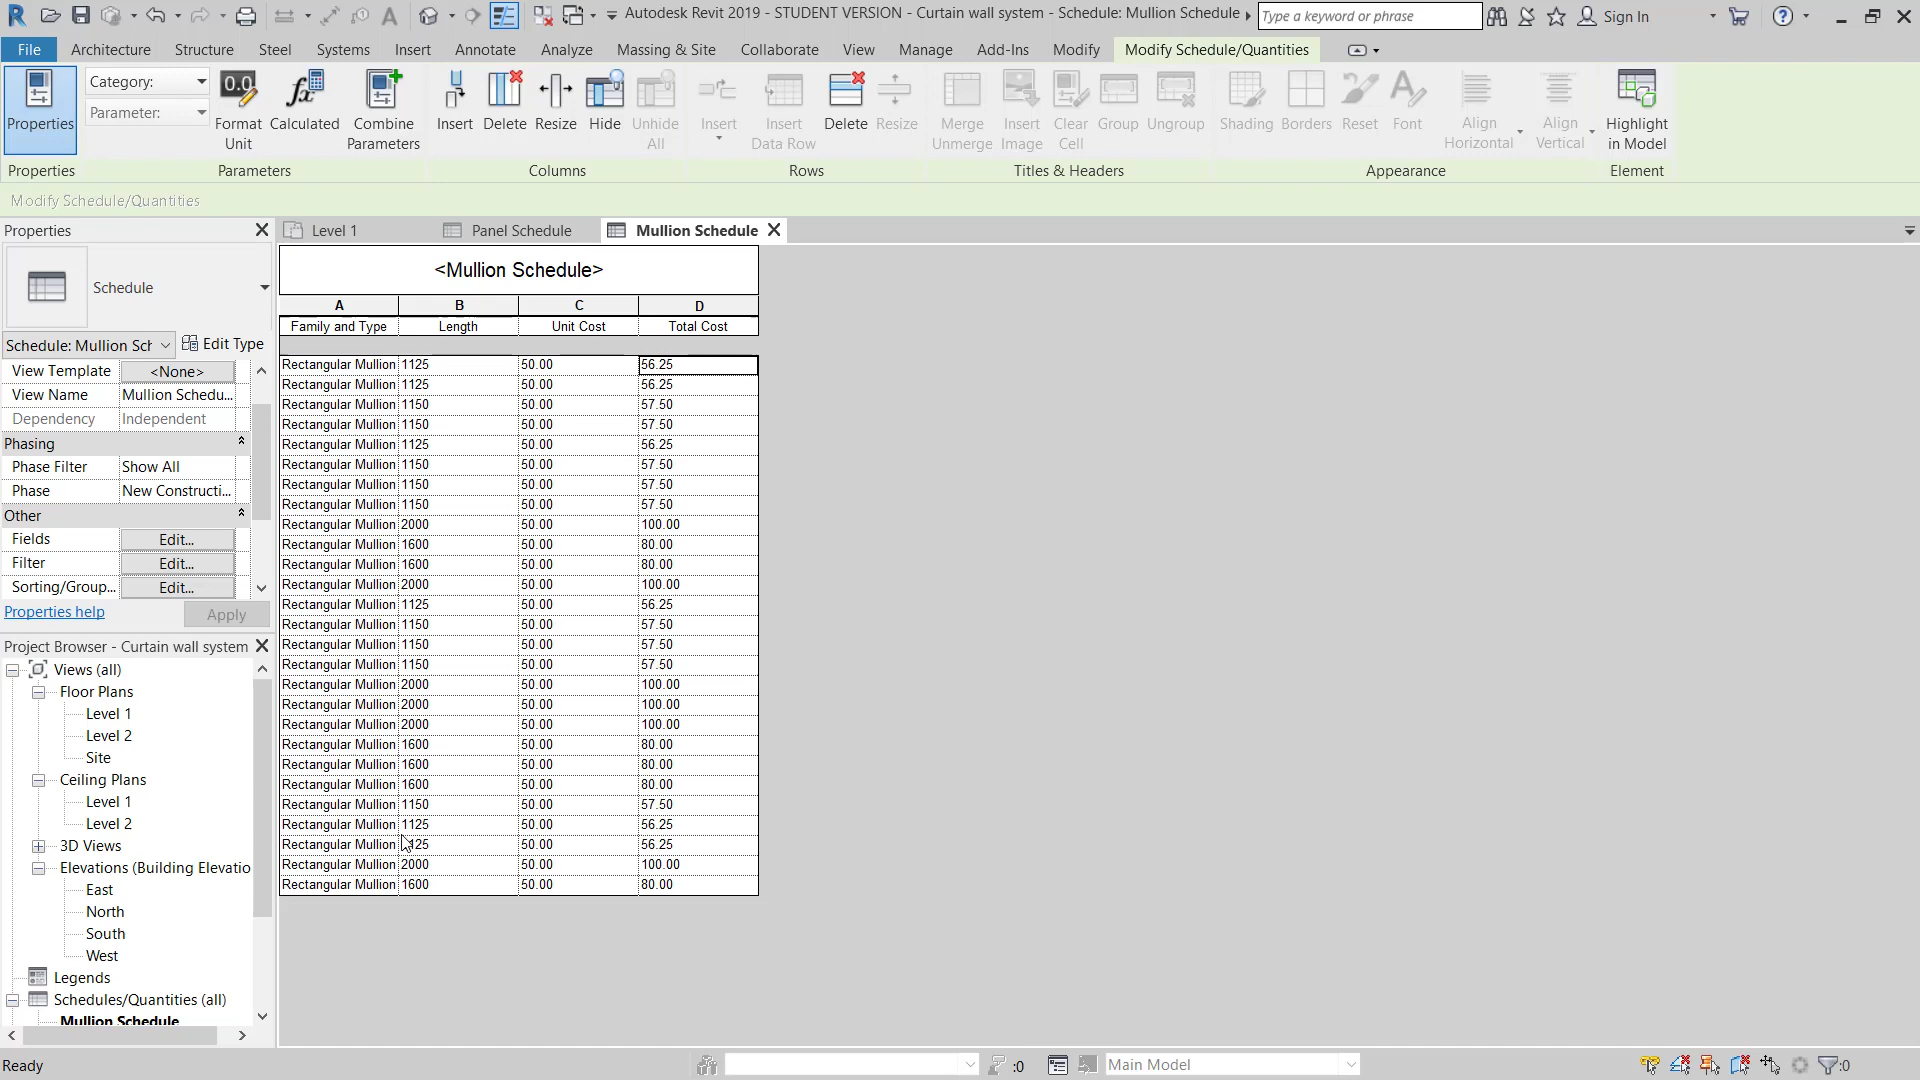 Autodesk Revit 2019 - STUDENT VERSION - Curtain wall system - Schedule: Mullion Schedule
Type a keyword or phrase
Sign In
File Architecture Structure Steel Systems Insert Annotate Analyze Massing & Site Collaborate View Manage Add-Ins Modify Modify Schedule/Quantities
Properties
Category:
Parameter:
Format Unit
Calculated
Combine Parameters
Insert
Delete
Resize
Hide
Unhide All
Insert
Insert Data Row
Delete
Resize
Merge Unmerge
Insert Image
Clear Cell
Group
Ungroup
Shading
Borders
Reset
Font
Align Horizontal
Align Vertical
Highlight in Model
Properties Parameters Columns Rows Titles & Headers Appearance Element
Modify Schedule/Quantities
Properties
Schedule
Schedule: Mullion Sch
Edit Type
View Template <None>
View Name Mullion Schedu...
Dependency Independent
Phasing
Phase Filter Show All
Phase New Constructi...
Other
Fields Edit...
Filter Edit...
Sorting/Group... Edit...
Properties help
Apply
Project Browser - Curtain wall system
Views (all)
Floor Plans
Level 1
Level 2
Site
Ceiling Plans
Level 1
Level 2
3D Views
Elevations (Building Elevatio
East
North
South
West
Legends
Schedules/Quantities (all)
Mullion Schedule
Level 1 Panel Schedule Mullion Schedule
<Mullion Schedule>
A B C D
Family and Type Length Unit Cost Total Cost
Rectangular Mullion 1125 50.00 56.25
Rectangular Mullion 1125 50.00 56.25
Rectangular Mullion 1150 50.00 57.50
Rectangular Mullion 1150 50.00 57.50
Rectangular Mullion 1125 50.00 56.25
Rectangular Mullion 1150 50.00 57.50
Rectangular Mullion 1150 50.00 57.50
Rectangular Mullion 1150 50.00 57.50
Rectangular Mullion 2000 50.00 100.00
Rectangular Mullion 1600 50.00 80.00
Rectangular Mullion 1600 50.00 80.00
Rectangular Mullion 2000 50.00 100.00
Rectangular Mullion 1125 50.00 56.25
Rectangular Mullion 1150 50.00 57.50
Rectangular Mullion 1150 50.00 57.50
Rectangular Mullion 1150 50.00 57.50
Rectangular Mullion 2000 50.00 100.00
Rectangular Mullion 2000 50.00 100.00
Rectangular Mullion 2000 50.00 100.00
Rectangular Mullion 1600 50.00 80.00
Rectangular Mullion 1600 50.00 80.00
Rectangular Mullion 1600 50.00 80.00
Rectangular Mullion 1150 50.00 57.50
Rectangular Mullion 1125 50.00 56.25
Rectangular Mullion 1125 50.00 56.25
Rectangular Mullion 2000 50.00 100.00
Rectangular Mullion 1600 50.00 80.00
Ready
:0
Main Model
:0